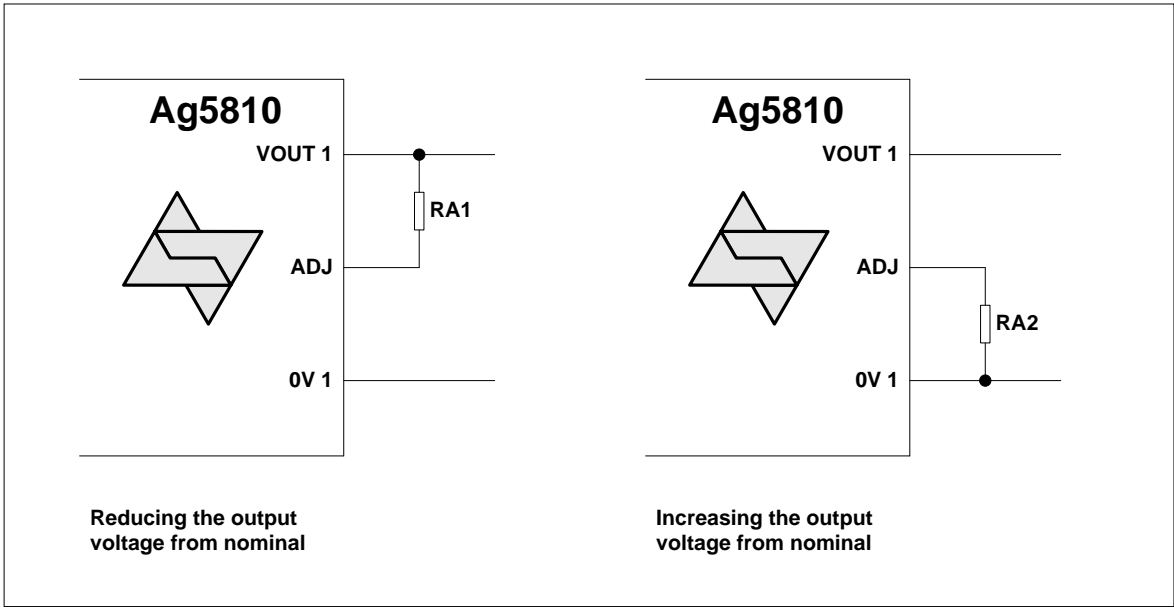 Ag5810
VOUT 1
RA1
ADJ
0V 1
Reducing the output
voltage from nominal
Ag5810
VOUT 1
ADJ
RA2
0V 1
Increasing the output
voltage from nominal